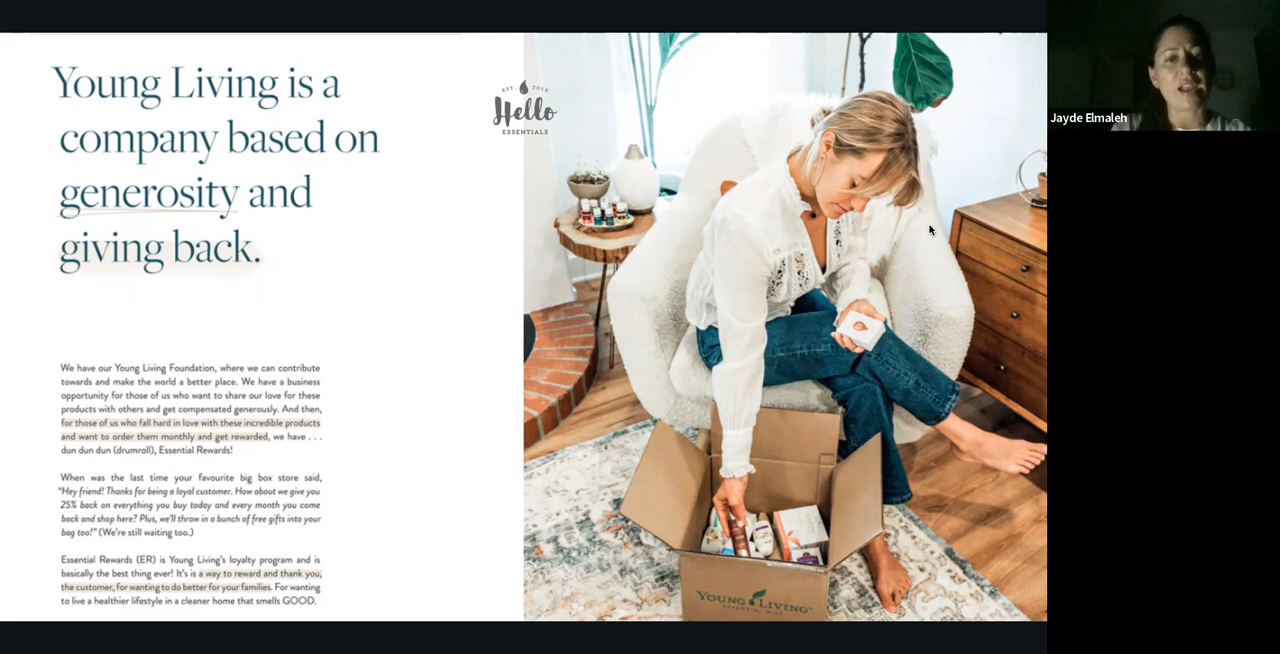 Young Living is a
company based on
generosity and
giving back.
EST. 2016
Hello
ESSENTIALS
We have our Young Living Foundation, where we can contribute
towards and make the world a better place. We have a business
opportunity for those of us who want to share our love for these
products with others and get compensated generously. And then,
for those of us who fall hard in love with these incredible products
and want to order them monthly and get rewarded, we have . . .
dun dun dun (drumroll), Essential Rewards!
When was the last time your favourite big box store said,
“Hey friend! Thanks for being a loyal customer. How about we give you
25% back on everything you buy today and every month you come
back and shop here? Plus, we'll throw in a bunch of free gifts into your
bag too!” (We're still waiting too.)
Essential Rewards (ER) is Young Living's loyalty program and is
basically the best thing ever! It's is a way to reward and thank you,
the customer, for wanting to do better for your families. For wanting
to live a healthier lifestyle in a cleaner home that smells GOOD.
YOUNG LIVING
ESSENTIAL OILS
Jayde Elmaleh